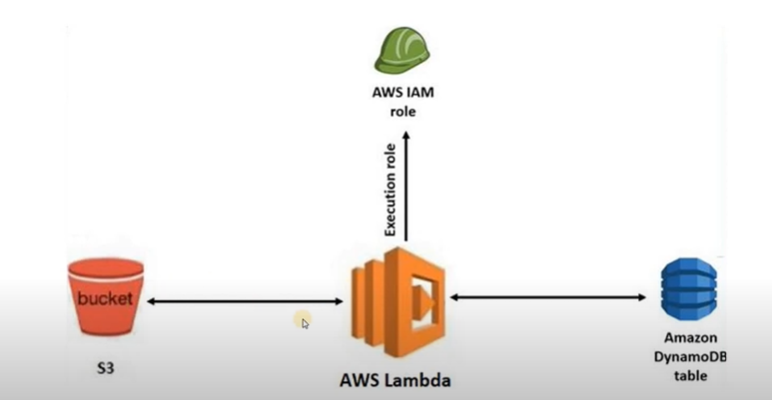 AWS IAM
role
Execution role
bucket
S3
AWS Lambda
Amazon
DynamoDB
table